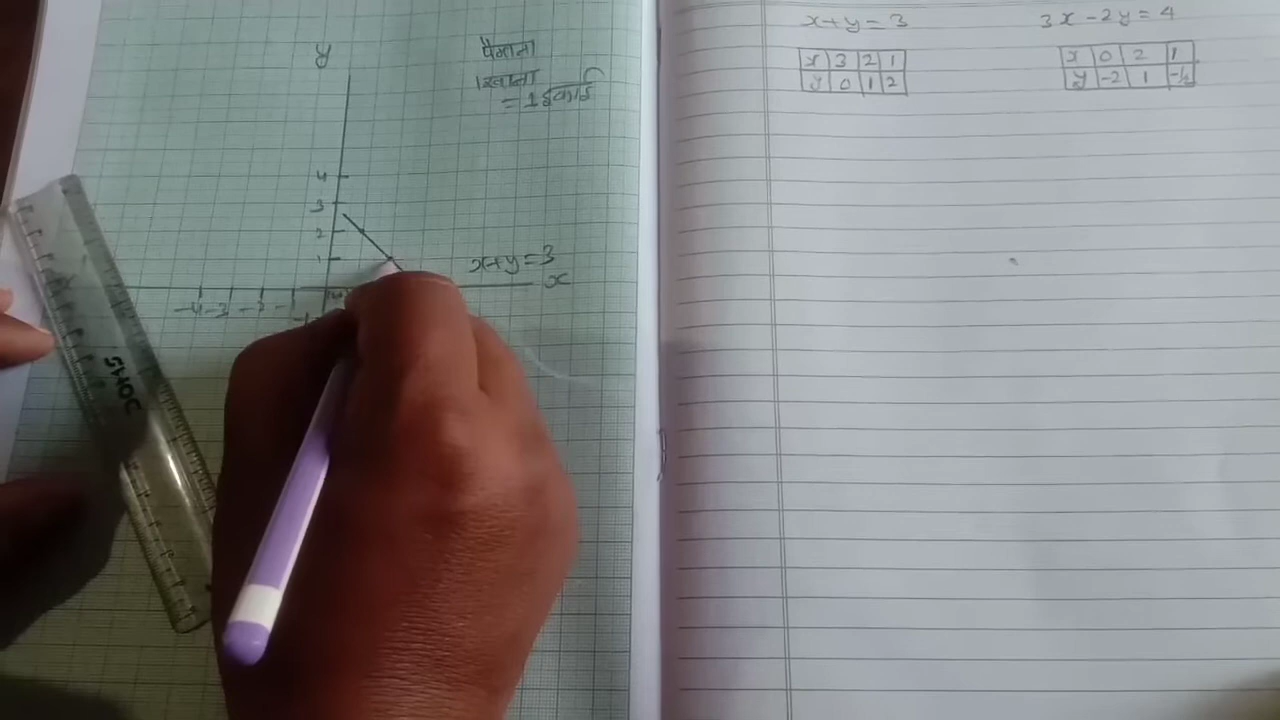 y
पैमाना
1खाना
= 1 इकाई
4
3
2
1
x+y=3
x
-4 -3 -2 -1
DOMS
x+y=3
x 3 2 1
y 0 1 2
3x-2y=4
x 0 2 1
y -2 1 -½